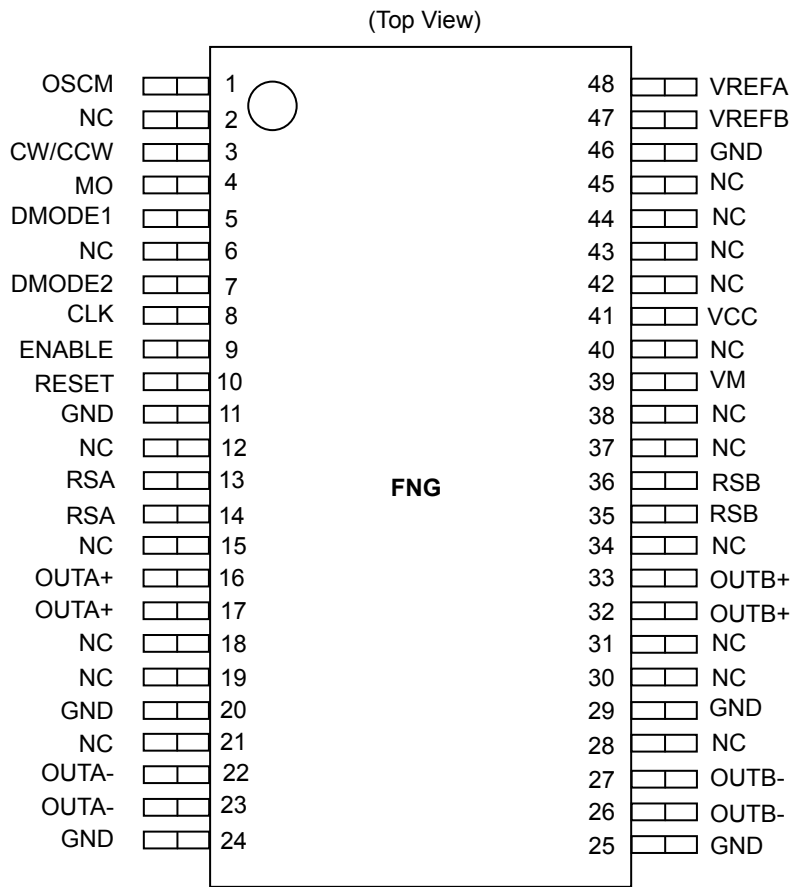 (Top View)
OSCM 1 48 VREFA
NC 2 47 VREFB
CW/CCW 3 46 GND
MO 4 45 NC
DMODE1 5 44 NC
NC 6 43 NC
DMODE2 7 42 NC
CLK 8 41 VCC
ENABLE 9 40 NC
RESET 10 39 VM
GND 11 38 NC
NC 12 37 NC
RSA 13 FNG 36 RSB
RSA 14 35 RSB
NC 15 34 NC
OUTA+ 16 33 OUTB+
OUTA+ 17 32 OUTB+
NC 18 31 NC
NC 19 30 NC
GND 20 29 GND
NC 21 28 NC
OUTA- 22 27 OUTB-
OUTA- 23 26 OUTB-
GND 24 25 GND